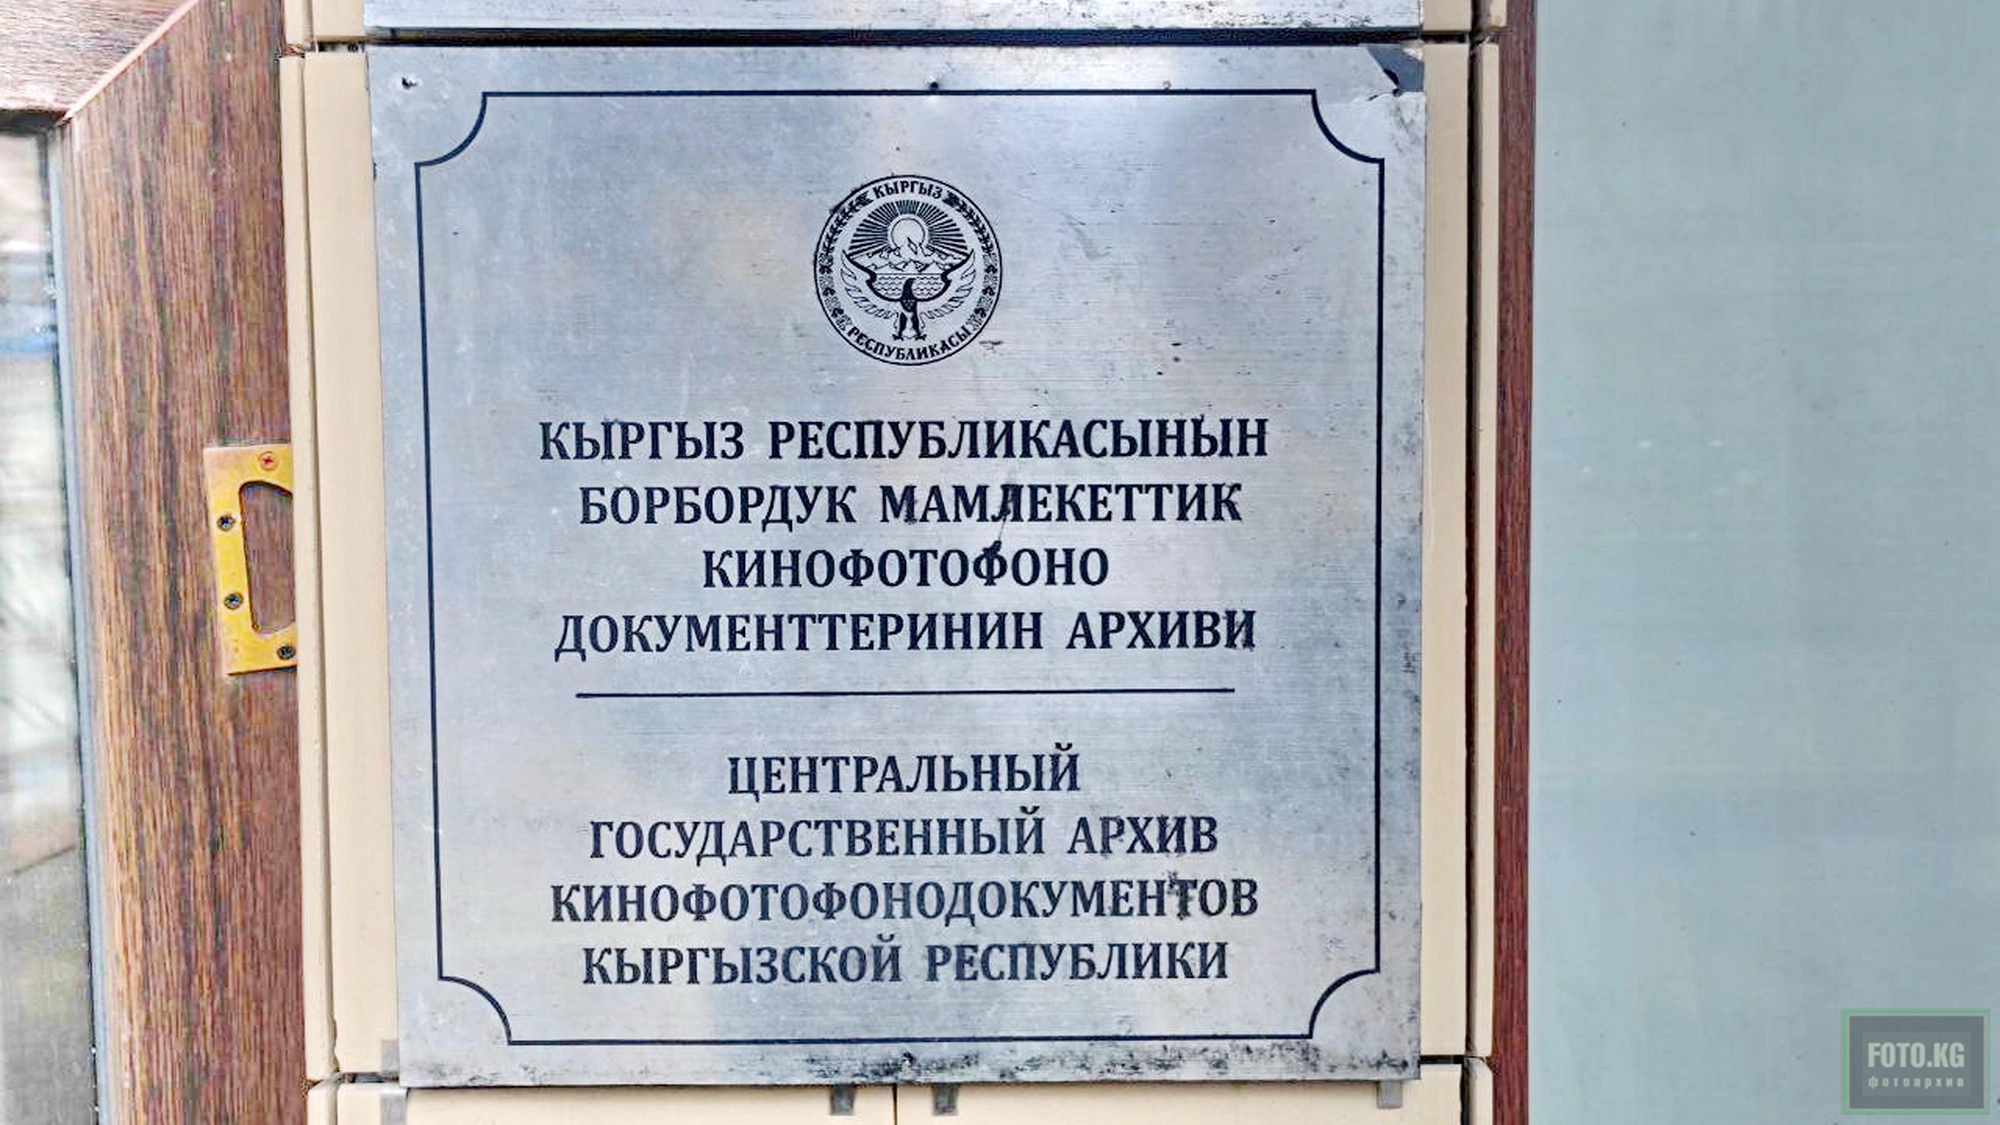 КЫРГЫЗ
РЕСПУБЛИКАСЫ
КЫРГЫЗ РЕСПУБЛИКАСЫНЫН
БОРБОРДУК МАМЛЕКЕТТИК
КИНОФОТОФОНО
ДОКУМЕНТТЕРИНИН АРХИВИ
ЦЕНТРАЛЬНЫЙ
ГОСУДАРСТВЕННЫЙ АРХИВ
КИНОФОТОФОНОДОКУМЕНТОВ
КЫРГЫЗСКОЙ РЕСПУБЛИКИ
FOTO.KG
фотоархив